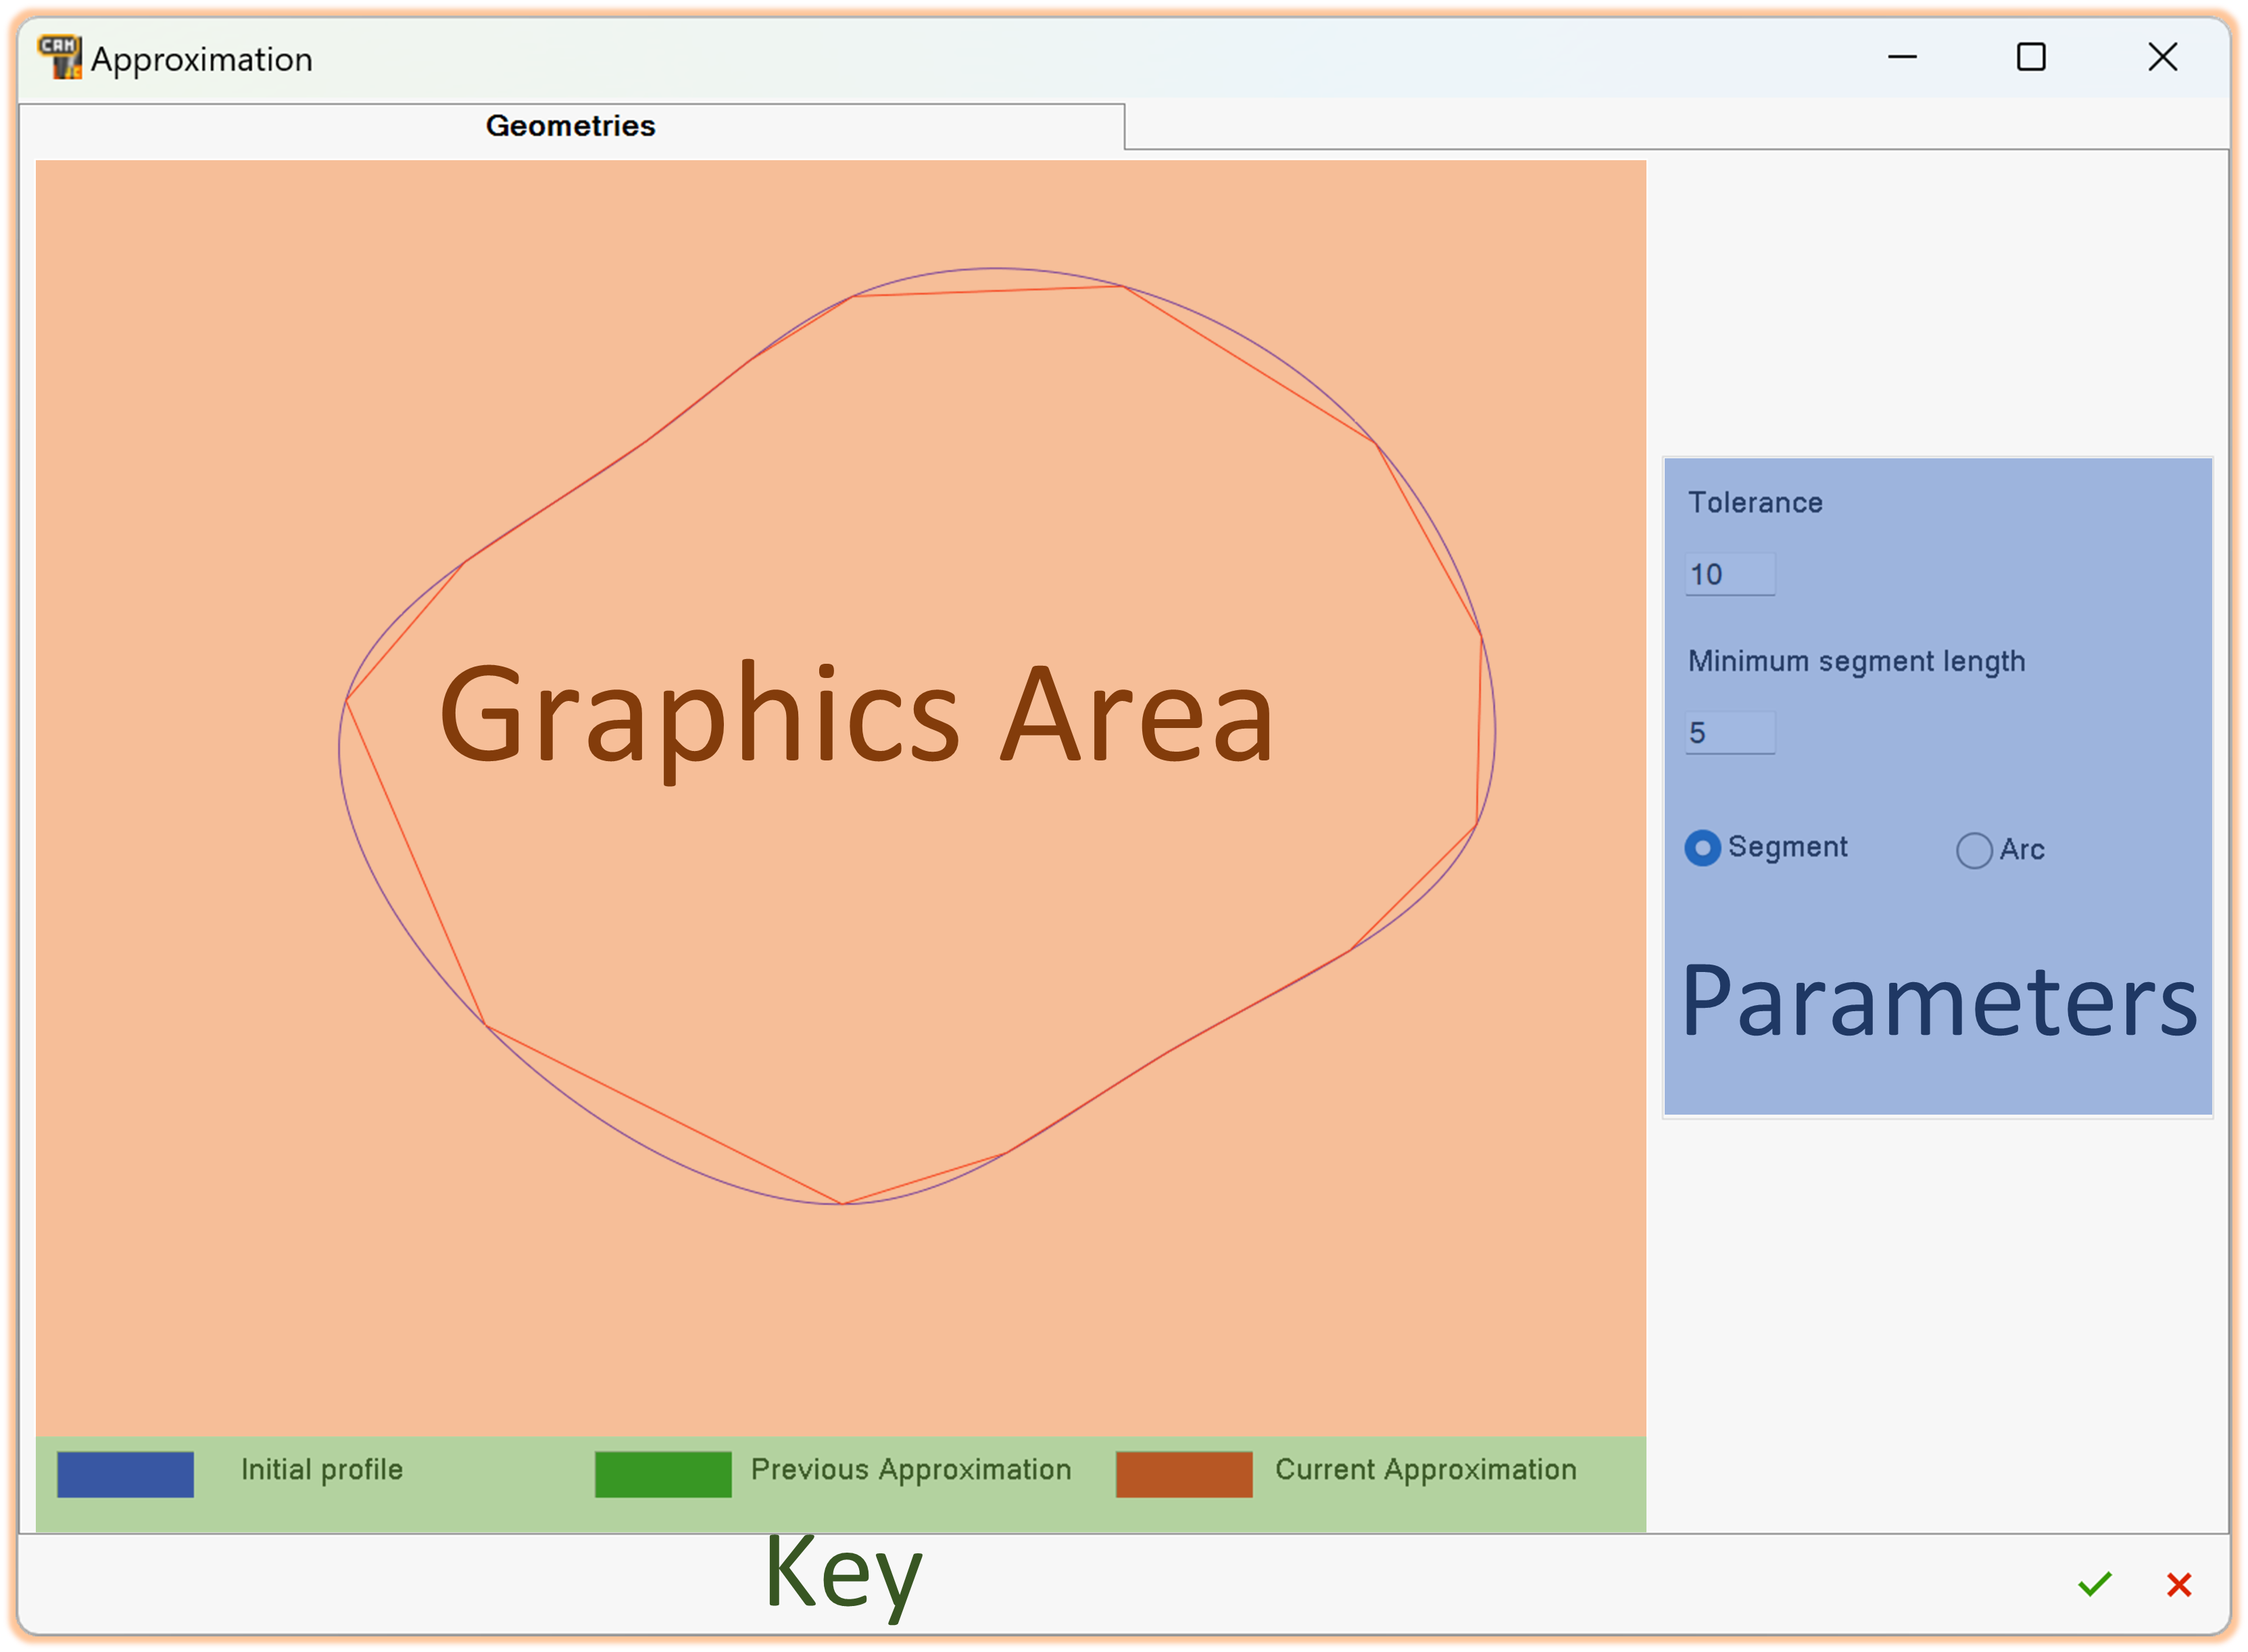 CAM
Approximation
Geometries
Graphics Area
Tolerance
10
Minimum segment length
5
Segment
Arc
Parameters
Initial profile
Previous Approximation
Current Approximation
Key